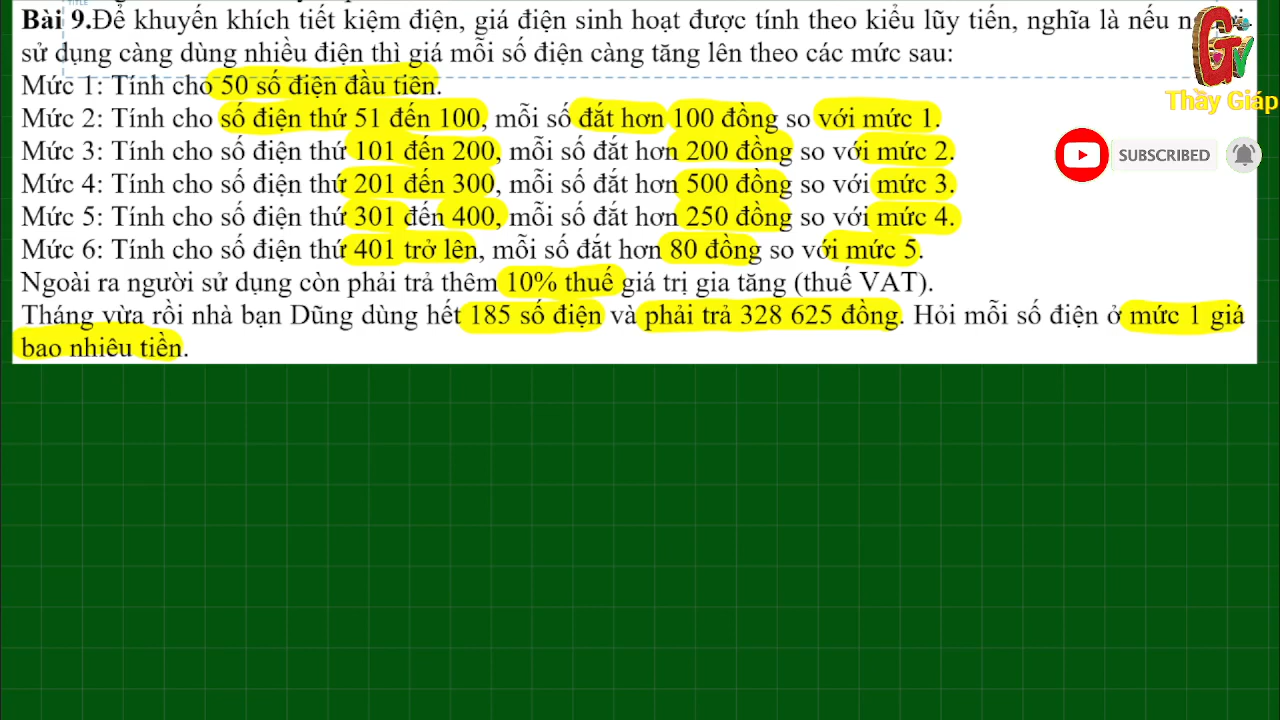 Bài 9.Để khuyến khích tiết kiệm điện, giá điện sinh hoạt được tính theo kiểu lũy tiến, nghĩa là nếu
sử dụng càng dùng nhiều điện thì giá mỗi số điện càng tăng lên theo các mức sau:
Mức 1: Tính cho 50 số điện đầu tiên.
Mức 2: Tính cho số điện thứ 51 đến 100, mỗi số đắt hơn 100 đồng so với mức 1.
Mức 3: Tính cho số điện thứ 101 đến 200, mỗi số đắt hơn 200 đồng so với mức 2.
Mức 4: Tính cho số điện thứ 201 đến 300, mỗi số đắt hơn 500 đồng so với mức 3.
Mức 5: Tính cho số điện thứ 301 đến 400, mỗi số đắt hơn 250 đồng so với mức 4.
Mức 6: Tính cho số điện thứ 401 trở lên, mỗi số đắt hơn 80 đồng so với mức 5.
Ngoài ra người sử dụng còn phải trả thêm 10% thuế giá trị gia tăng (thuế VAT).
Tháng vừa rồi nhà bạn Dũng dùng hết 185 số điện và phải trả 328 625 đồng. Hỏi mỗi số điện ở mức 1 giá
bao nhiêu tiền.
TITLE
GTV
Thầy Giáp
SUBSCRIBED